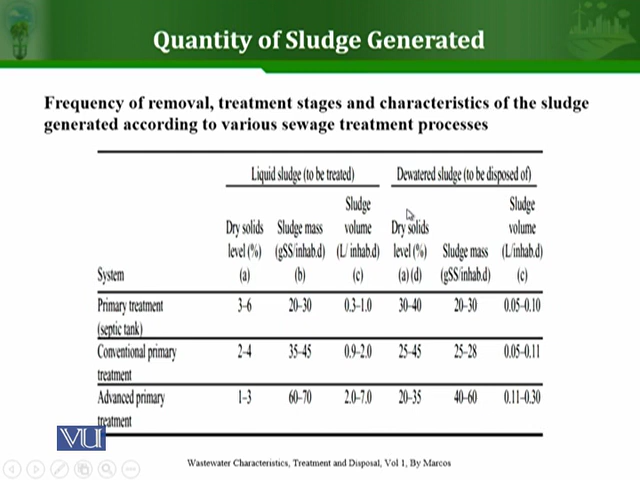 Quantity of Sludge Generated
Frequency of removal, treatment stages and characteristics of the sludge
generated according to various sewage treatment processes
Liquid sludge (to be treated) Dewatered sludge (to be disposed of)
Sludge Sludge
Dry solids Sludge mass volume Dry solids volume
level (%) (gSS/inhab.d) (L/ inhab.d) level (%) Sludge mass (L/inhab.d)
System (a) (b) (c) (a) (d) (gSS/inhab.d) (c)
Primary treatment 3–6 20–30 0.3–1.0 30–40 20–30 0.05–0.10
(septic tank)
Conventional primary 2–4 35–45 0.9–2.0 25–45 25–28 0.05–0.11
treatment
Advanced primary 1–3 60–70 2.0–7.0 20–35 40–60 0.11–0.30
treatment
VU
Wastewater Characteristics, Treatment and Disposal, Vol 1, By Marcos